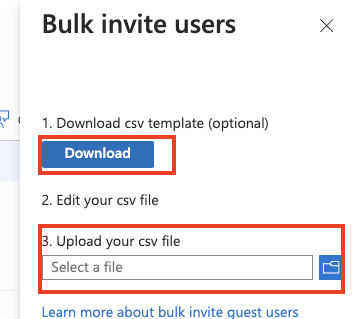 Bulk invite users
1. Download csv template (optional)
Download
2. Edit your csv file
3. Upload your csv file
Select a file
Learn more about bulk invite guest users